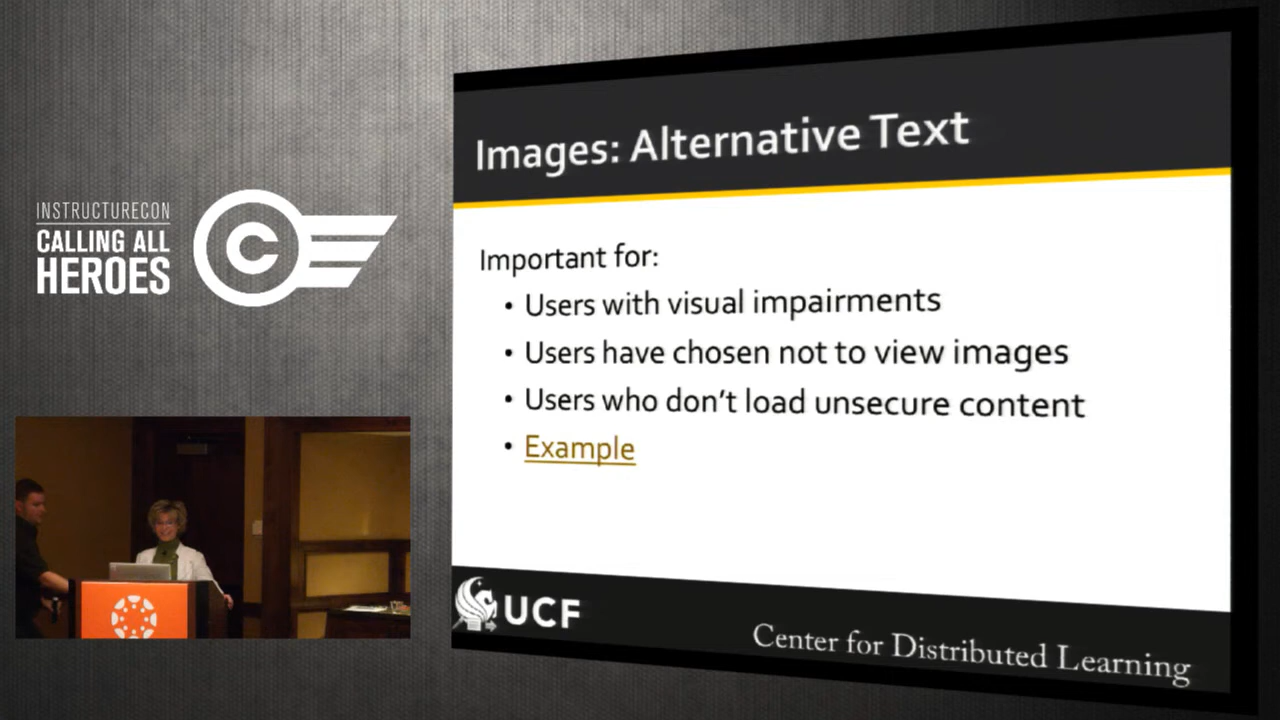 INSTRUCTURECON
CALLING ALL
HEROES
C
Images: Alternative Text
Important for:
• Users with visual impairments
• Users have chosen not to view images
• Users who don't load unsecure content
• Example
UCF
Center for Distributed Learning